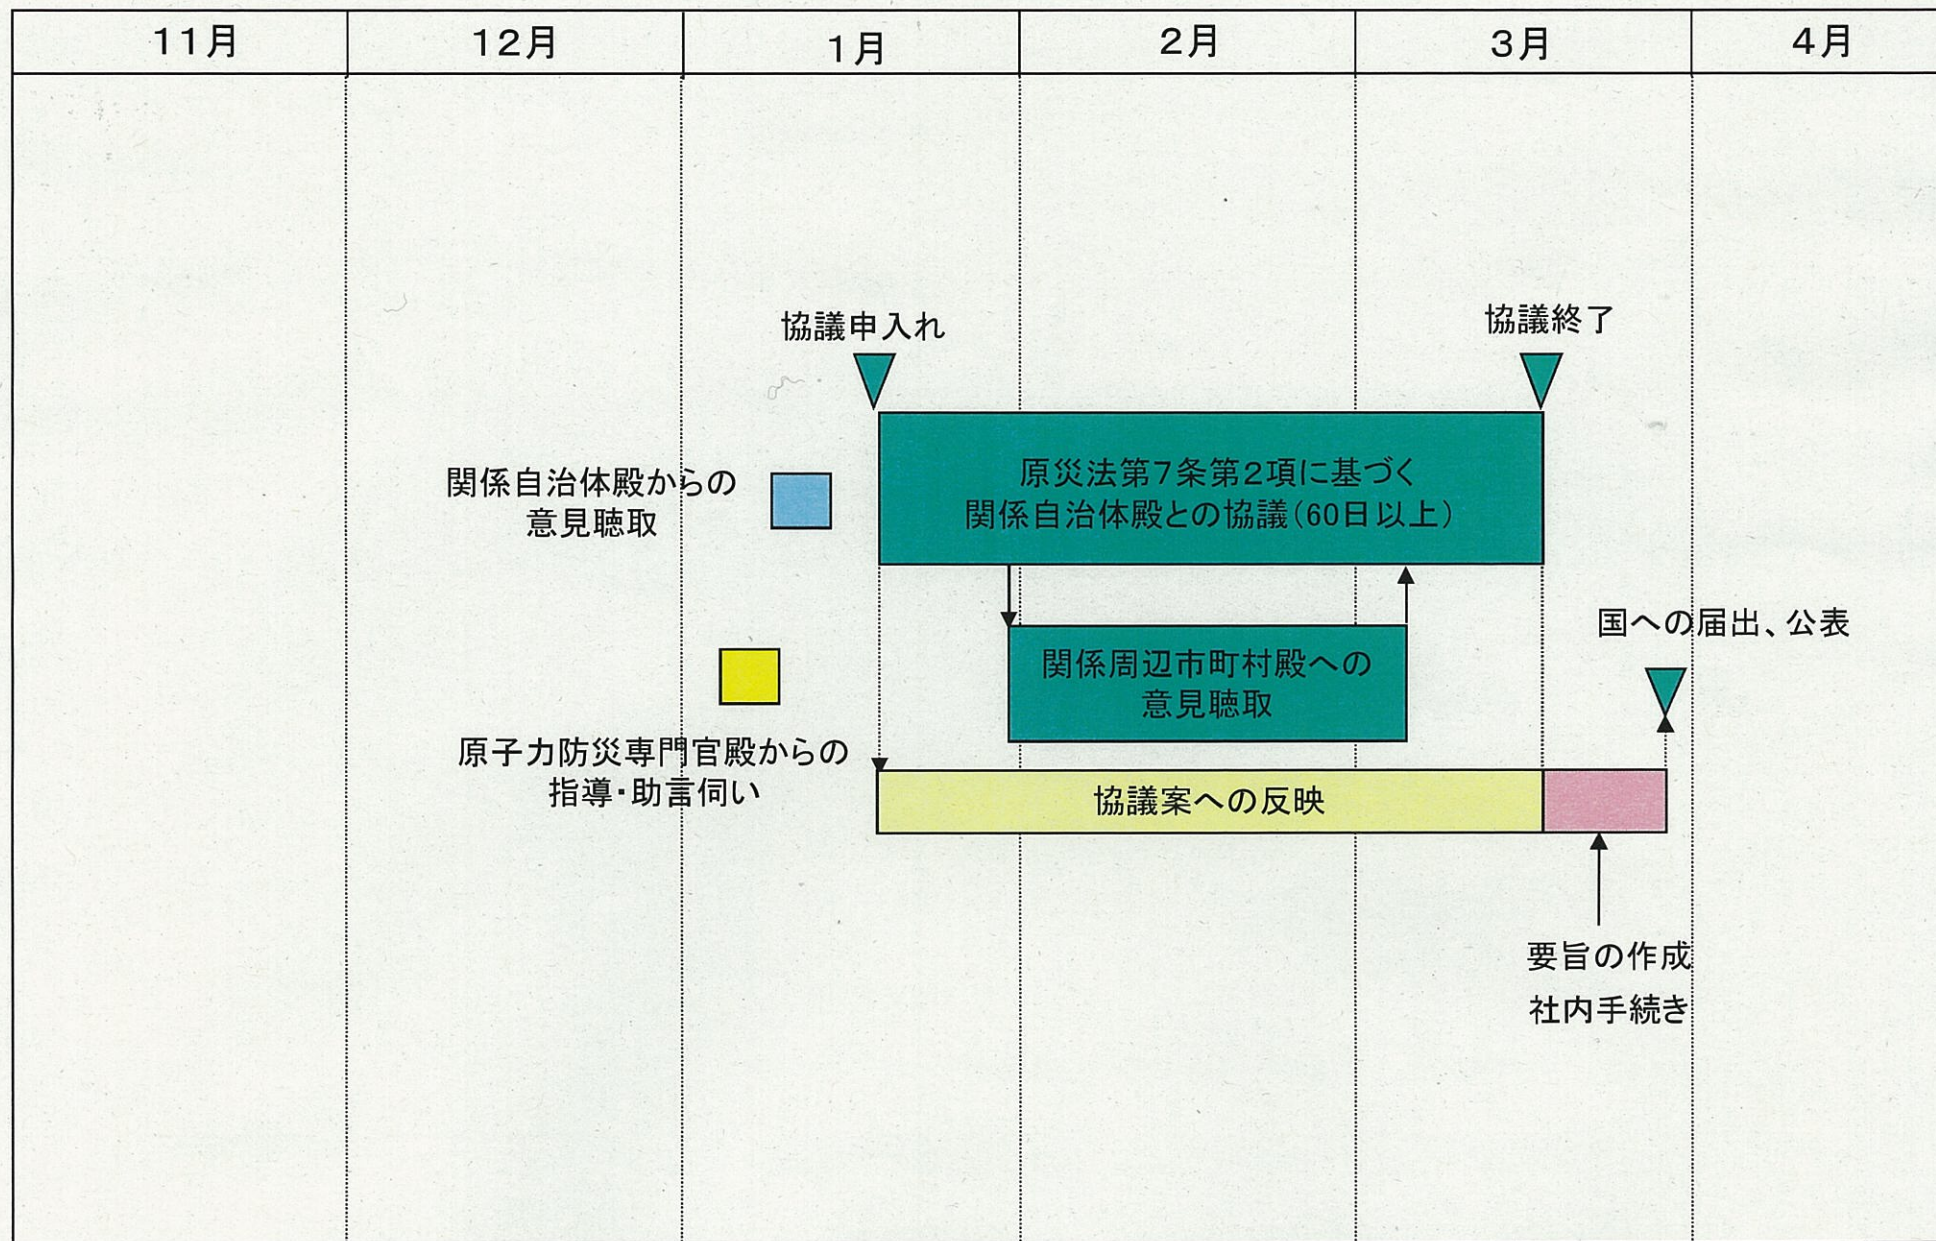 11月
12月
1月
2月
3月
4月
協議申入れ
協議終了
関係自治体殿からの
意見聴取
原災法第7条第2項に基づく
関係自治体殿との協議(60日以上)
国への届出、公表
関係周辺市町村殿への
意見聴取
原子力防災専門官殿からの
指導・助言伺い
協議案への反映
要旨の作成
社内手続き